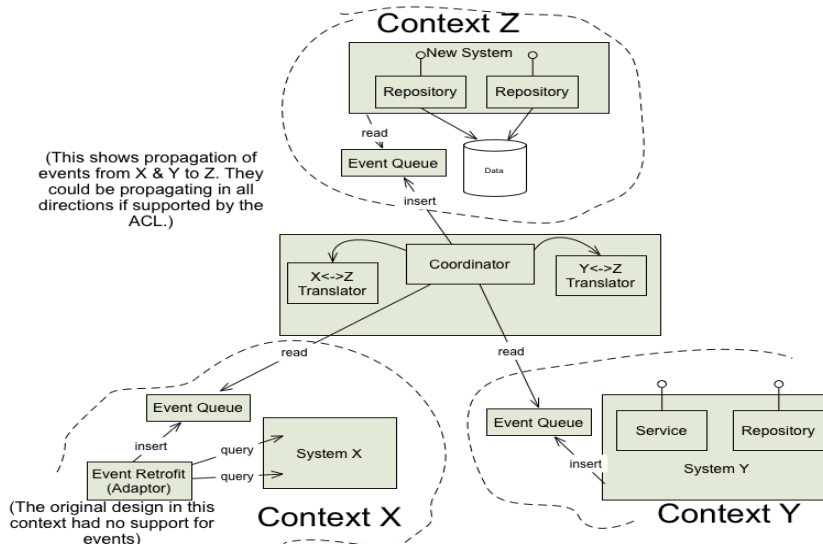 Context Z
New System
Repository
Repository
read
Event Queue
Data
insert
(This shows propagation of
events from X & Y to Z. They
could be propagating in all
directions if supported by the
ACL.)
Coordinator
X<->Z
Translator
Y<->Z
Translator
read
read
Event Queue
insert
query
query
System X
Event Retrofit
(Adaptor)
(The original design in this
context had no support for
events)
Context X
Event Queue
insert
Service
Repository
System Y
Context Y